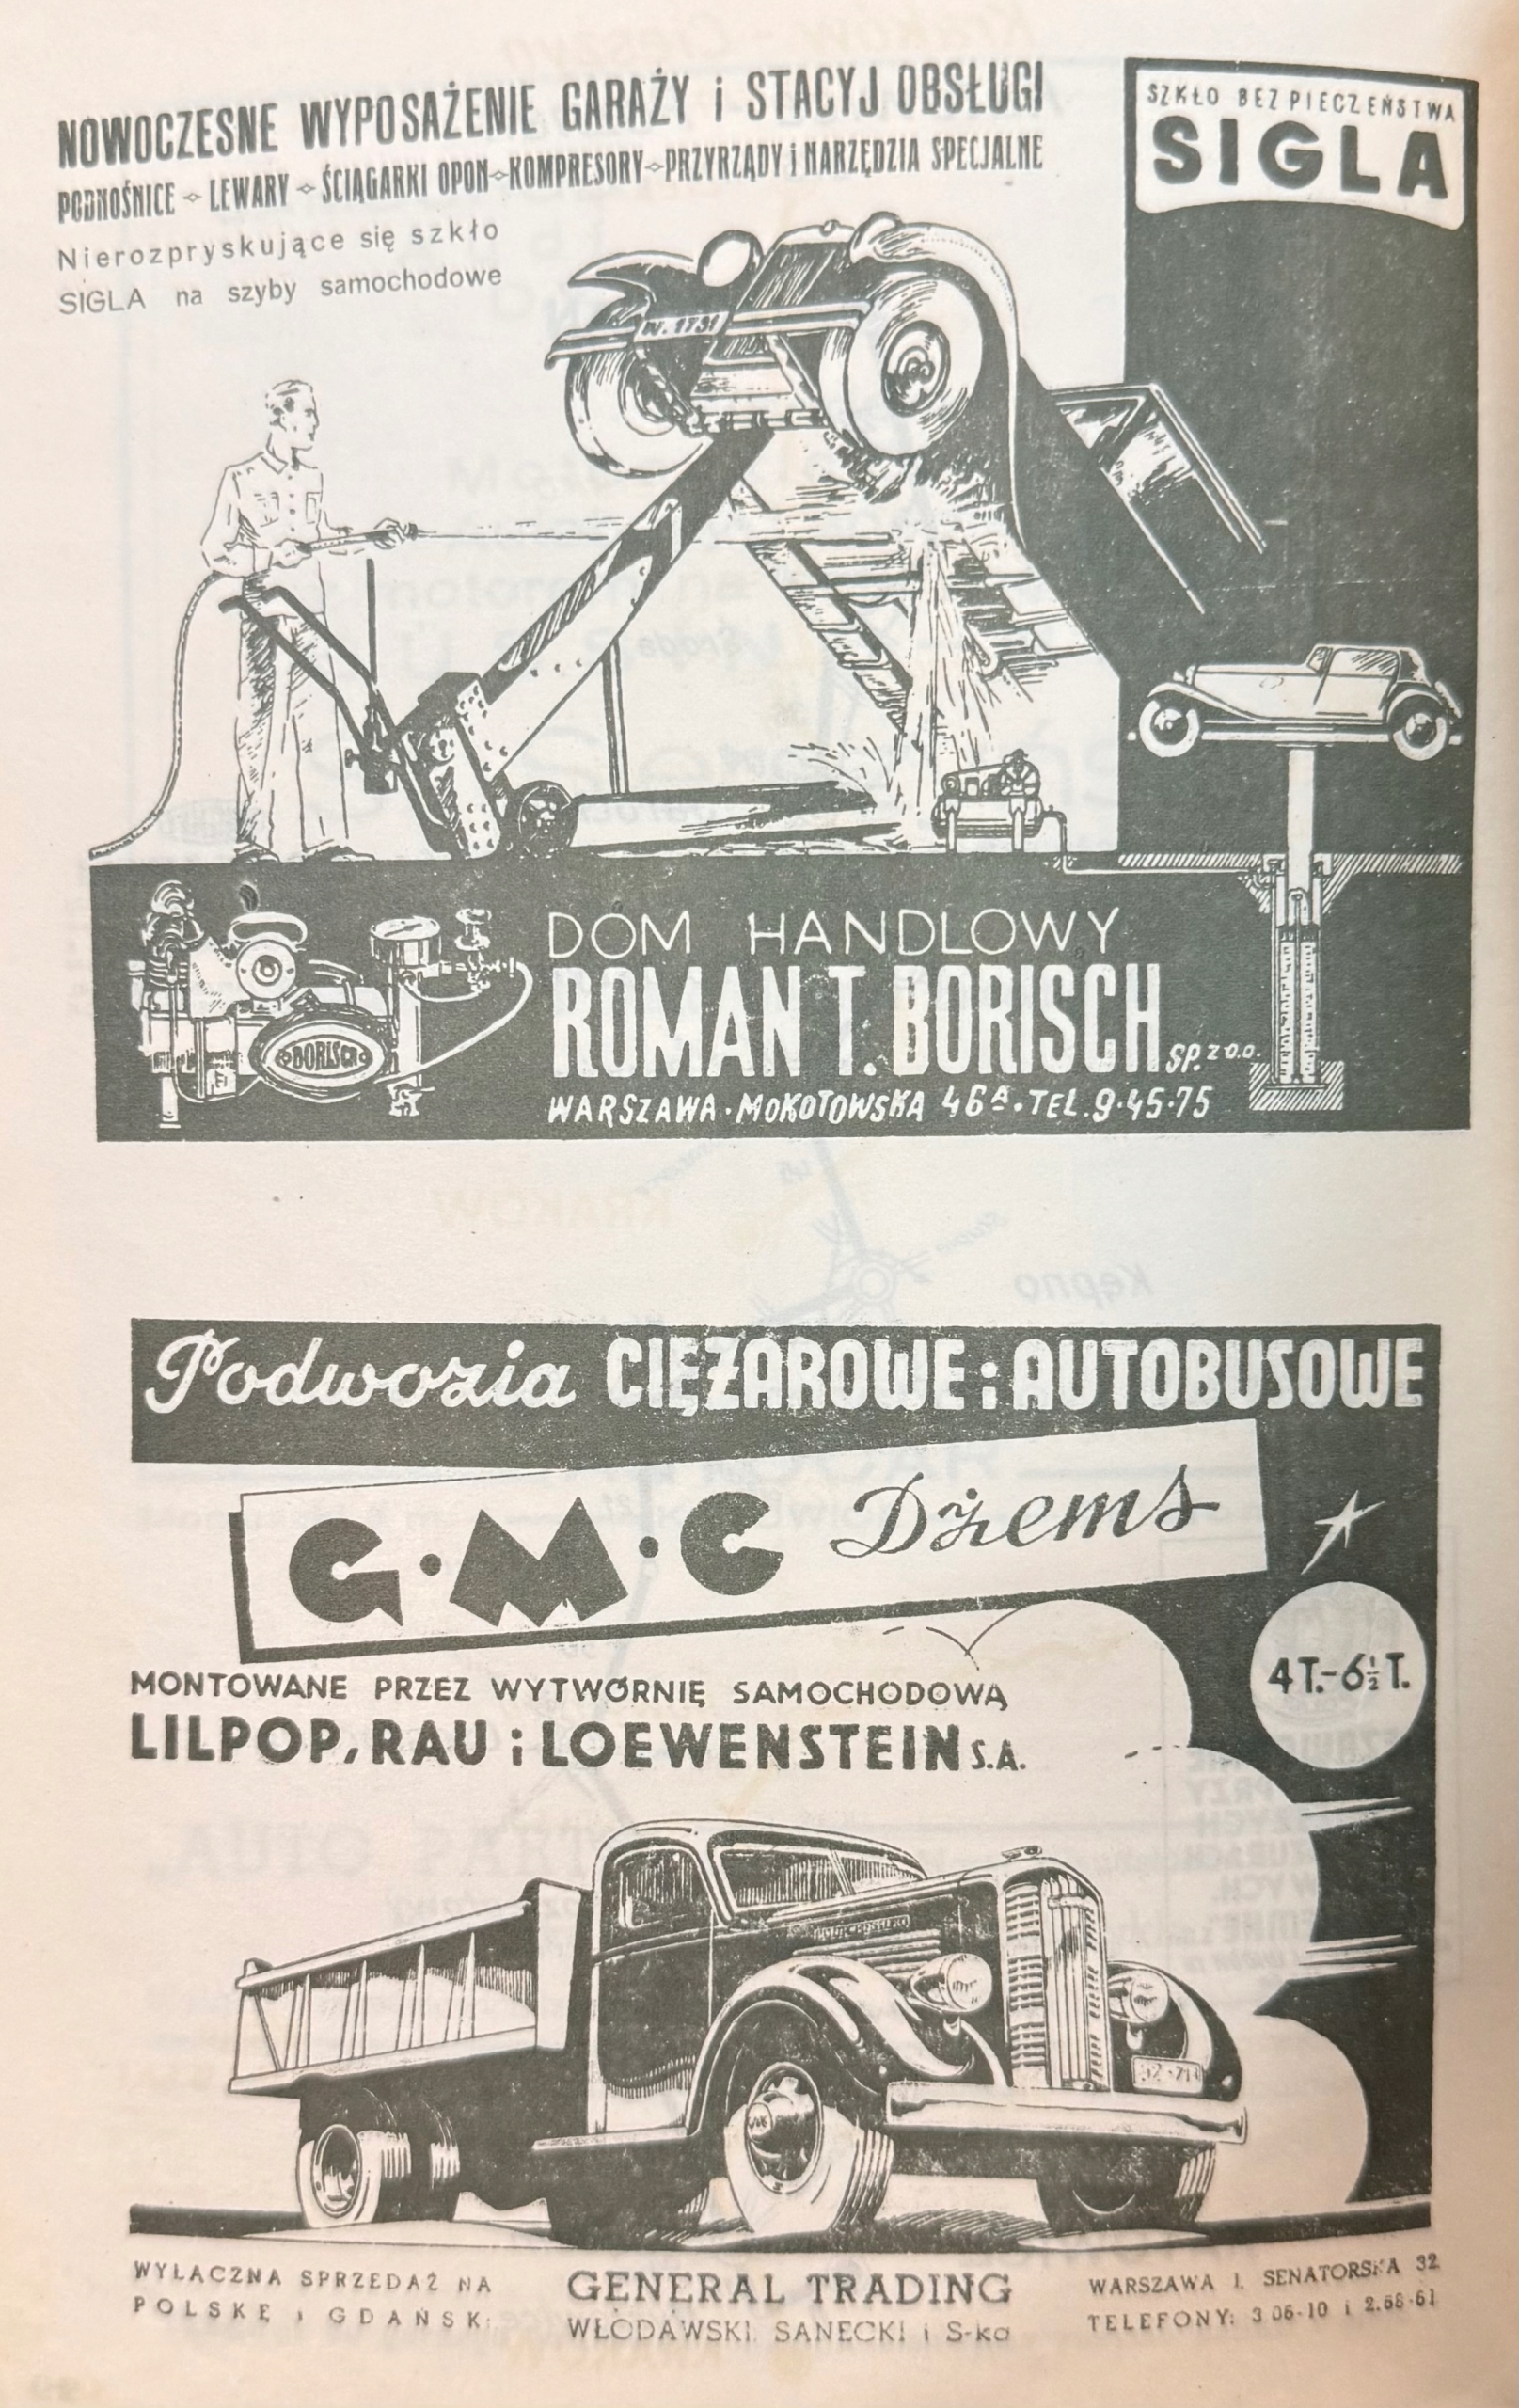 NOWOCZESNE WYPOSAŻENIE GARAŻY i STACYJ OBSŁUGI
PODNOŚNICE - LEWARY - ŚCIĄGARKI OPON - KOMPRESORY - PRZYRZĄDY i NARZĘDZIA SPECJALNE
Nierozpryskujące się szkło
SIGLA na szyby samochodowe
SZKŁO BEZPIECZEŃSTWA
SIGLA
W. 1731
BORISCH
DOM HANDLOWY
ROMAN T. BORISCH SP. Z O.O.
WARSZAWA · MOKOTOWSKA 46A · TEL. 9·45·75
Podwozia CIĘŻAROWE i AUTOBUSOWE
G·M·C Dżems
4 T.-6½ T.
MONTOWANE PRZEZ WYTWÓRNIĘ SAMOCHODOWĄ
LILPOP, RAU i LOEWENSTEIN S.A.
WYŁĄCZNA SPRZEDAŻ NA
POLSKĘ i GDAŃSK:
GENERAL TRADING
WŁODAWSKI, SANECKI i S-ka
WARSZAWA I, SENATORSKA 32
TELEFONY: 3 06-10 i 2.68-61